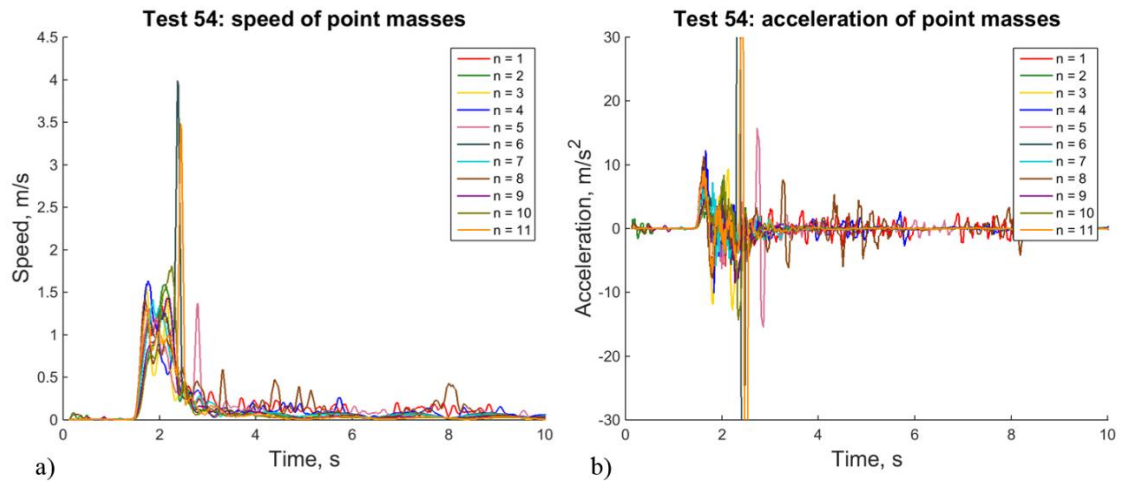 Test 54: speed of point masses
4.5
4
3.5
3
2.5
2
1.5
1
0.5
0
Speed, m/s
0 2 4 6 8 10
Time, s
n = 1
n = 2
n = 3
n = 4
n = 5
n = 6
n = 7
n = 8
n = 9
n = 10
n = 11
a)
Test 54: acceleration of point masses
30
20
10
0
-10
-20
-30
Acceleration, m/s²
0 2 4 6 8 10
Time, s
n = 1
n = 2
n = 3
n = 4
n = 5
n = 6
n = 7
n = 8
n = 9
n = 10
n = 11
b)